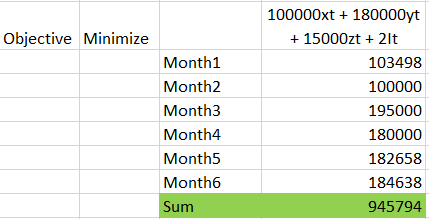 100000xt + 180000yt
Objective Minimize + 15000zt + 2It
Month1 103498
Month2 100000
Month3 195000
Month4 180000
Month5 182658
Month6 184638
Sum 945794